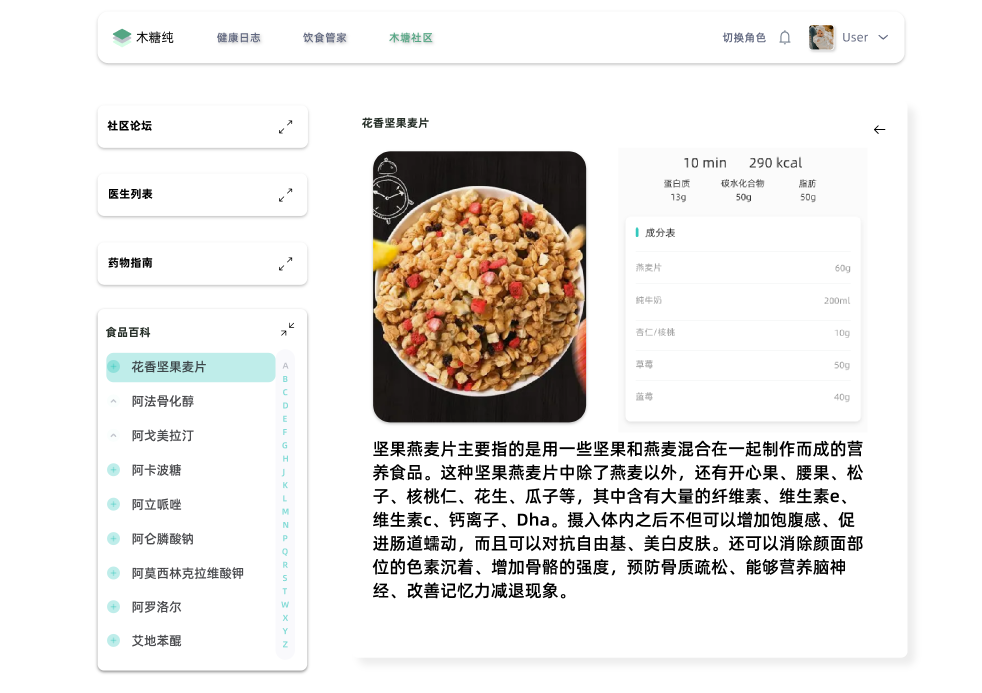 木糖纯
健康日志
饮食管家
木塘社区
切换角色
User
社区论坛
医生列表
药物指南
食品百科
花香坚果麦片
阿法骨化醇
阿戈美拉汀
阿卡波糖
阿立哌唑
阿仑膦酸钠
阿莫西林克拉维酸钾
阿罗洛尔
艾地苯醌
A
B
C
D
E
F
G
H
J
K
L
M
N
P
Q
R
S
T
W
X
Y
Z
花香坚果麦片
10 min 290 kcal
蛋白质 碳水化合物 脂肪
13g 50g 50g
成分表
燕麦片 60g
纯牛奶 200ml
杏仁/核桃 10g
草莓 50g
蓝莓 40g
坚果燕麦片主要指的是用一些坚果和燕麦混合在一起制作而成的营
养食品。这种坚果燕麦片中除了燕麦以外，还有开心果、腰果、松
子、核桃仁、花生、瓜子等，其中含有大量的纤维素、维生素e、
维生素c、钙离子、Dha。摄入体内之后不但可以增加饱腹感、促
进肠道蠕动，而且可以对抗自由基、美白皮肤。还可以消除颜面部
位的色素沉着、增加骨骼的强度，预防骨质疏松、能够营养脑神
经、改善记忆力减退现象。